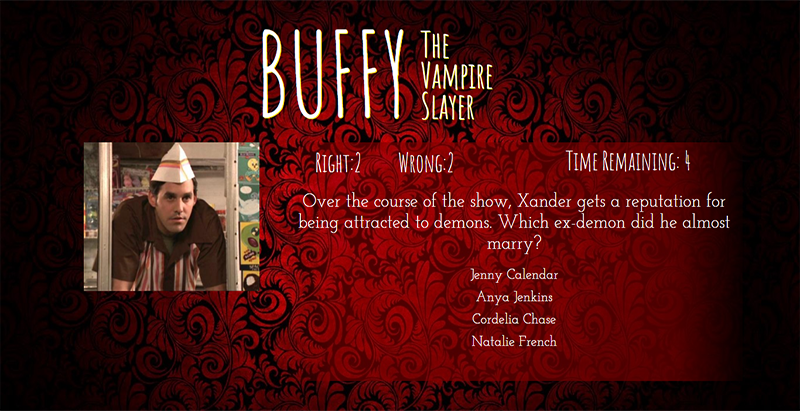 BUFFY
THE
VAMPIRE
SLAYER
RIGHT:2 WRONG:2 TIME REMAINING: 4
Over the course of the show, Xander gets a reputation for
being attracted to demons. Which ex-demon did he almost
marry?
Jenny Calendar
Anya Jenkins
Cordelia Chase
Natalie French